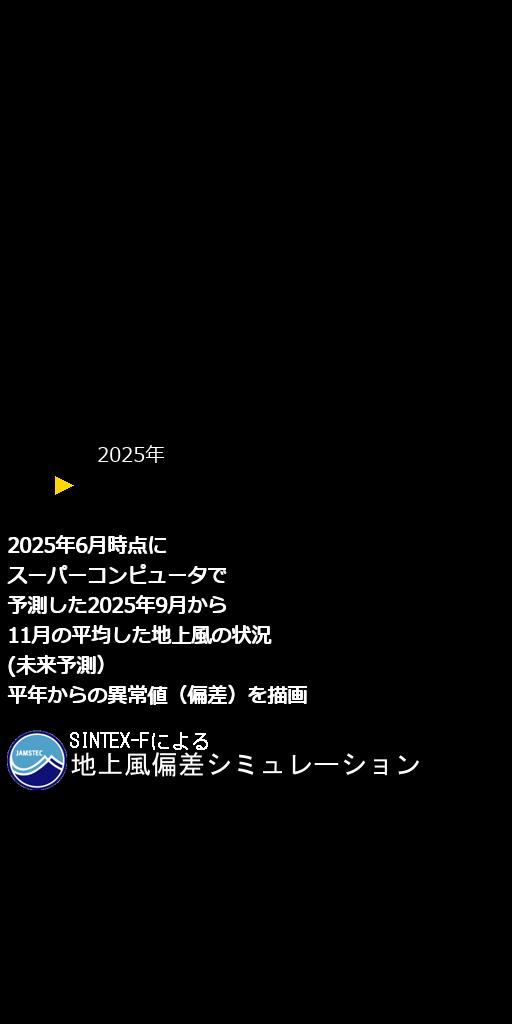 2025年
2025年6月時点に
スーパーコンピュータで
予測した2025年9月から
11月の平均した地上風の状況
(未来予測）
平年からの異常値（偏差）を描画
JAMSTEC
SINTEX-Fによる
地上風偏差シミュレーション